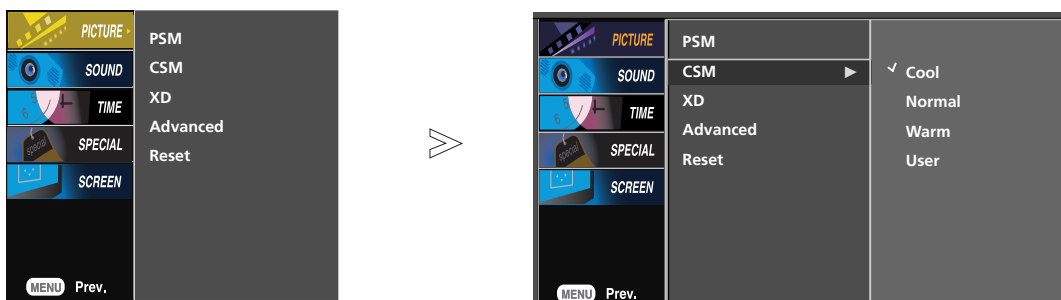 PICTURE
SOUND
TIME
SPECIAL
SCREEN
MENU Prev.
PSM
CSM
XD
Advanced
Reset
PICTURE
SOUND
TIME
SPECIAL
SCREEN
MENU Prev.
PSM
CSM
XD
Advanced
Reset
Cool
Normal
Warm
User